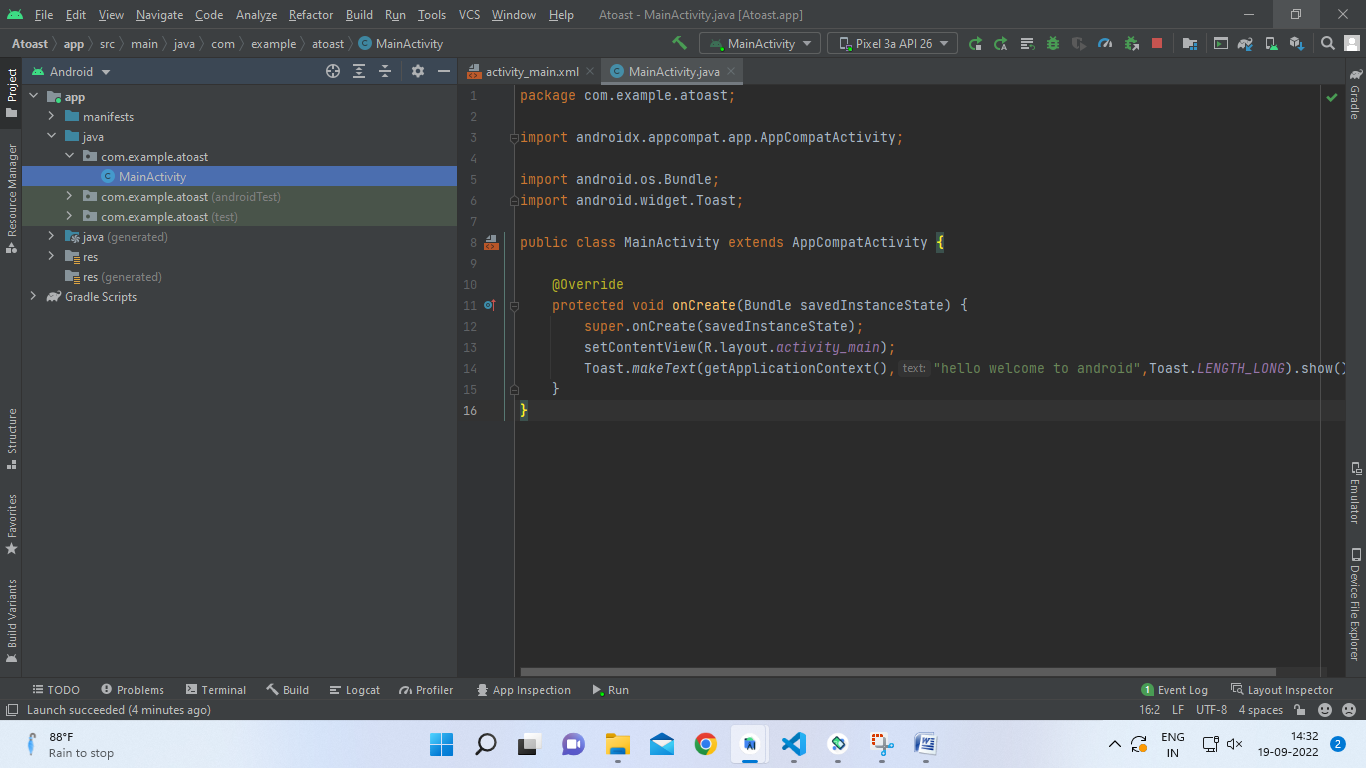 File Edit View Navigate Code Analyze Refactor Build Run Tools VCS Window Help Atoast - MainActivity.java [Atoast.app]
Atoast app src main java com example atoast MainActivity MainActivity Pixel 3a API 26
Project
Resource Manager
Structure
Favorites
Build Variants
Android
app
manifests
java
com.example.atoast
MainActivity
com.example.atoast (androidTest)
com.example.atoast (test)
java (generated)
res
res (generated)
Gradle Scripts
activity_main.xml MainActivity.java
1 package com.example.atoast;
2
3 import androidx.appcompat.app.AppCompatActivity;
4
5 import android.os.Bundle;
6 import android.widget.Toast;
7
8 public class MainActivity extends AppCompatActivity {
9
10 @Override
11 protected void onCreate(Bundle savedInstanceState) {
12 super.onCreate(savedInstanceState);
13 setContentView(R.layout.activity_main);
14 Toast.makeText(getApplicationContext(), text: "hello welcome to android",Toast.LENGTH_LONG).show()
15 }
16 }
Gradle
Emulator
Device File Explorer
TODO Problems Terminal Build Logcat Profiler App Inspection Run 1 Event Log Layout Inspector
Launch succeeded (4 minutes ago) 16:2 LF UTF-8 4 spaces
88°F
Rain to stop
ENG
IN
14:32
19-09-2022
2